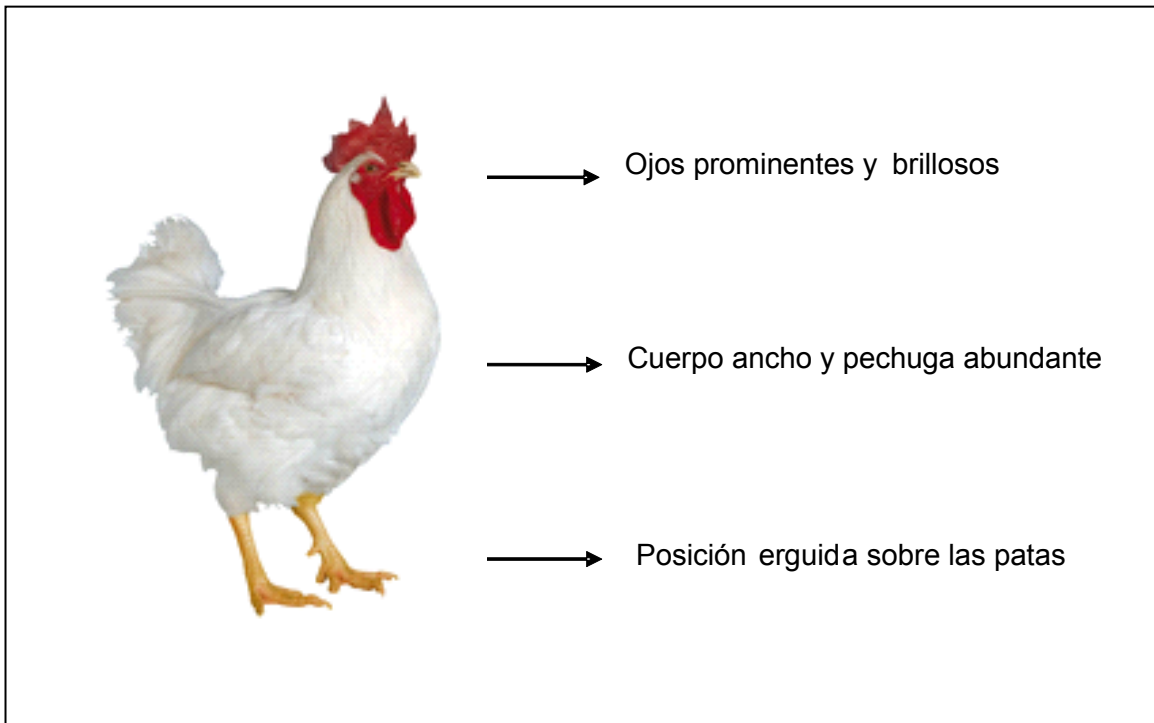 Ojos prominentes y brillosos
Cuerpo ancho y pechuga abundante
Posición erguida sobre las patas